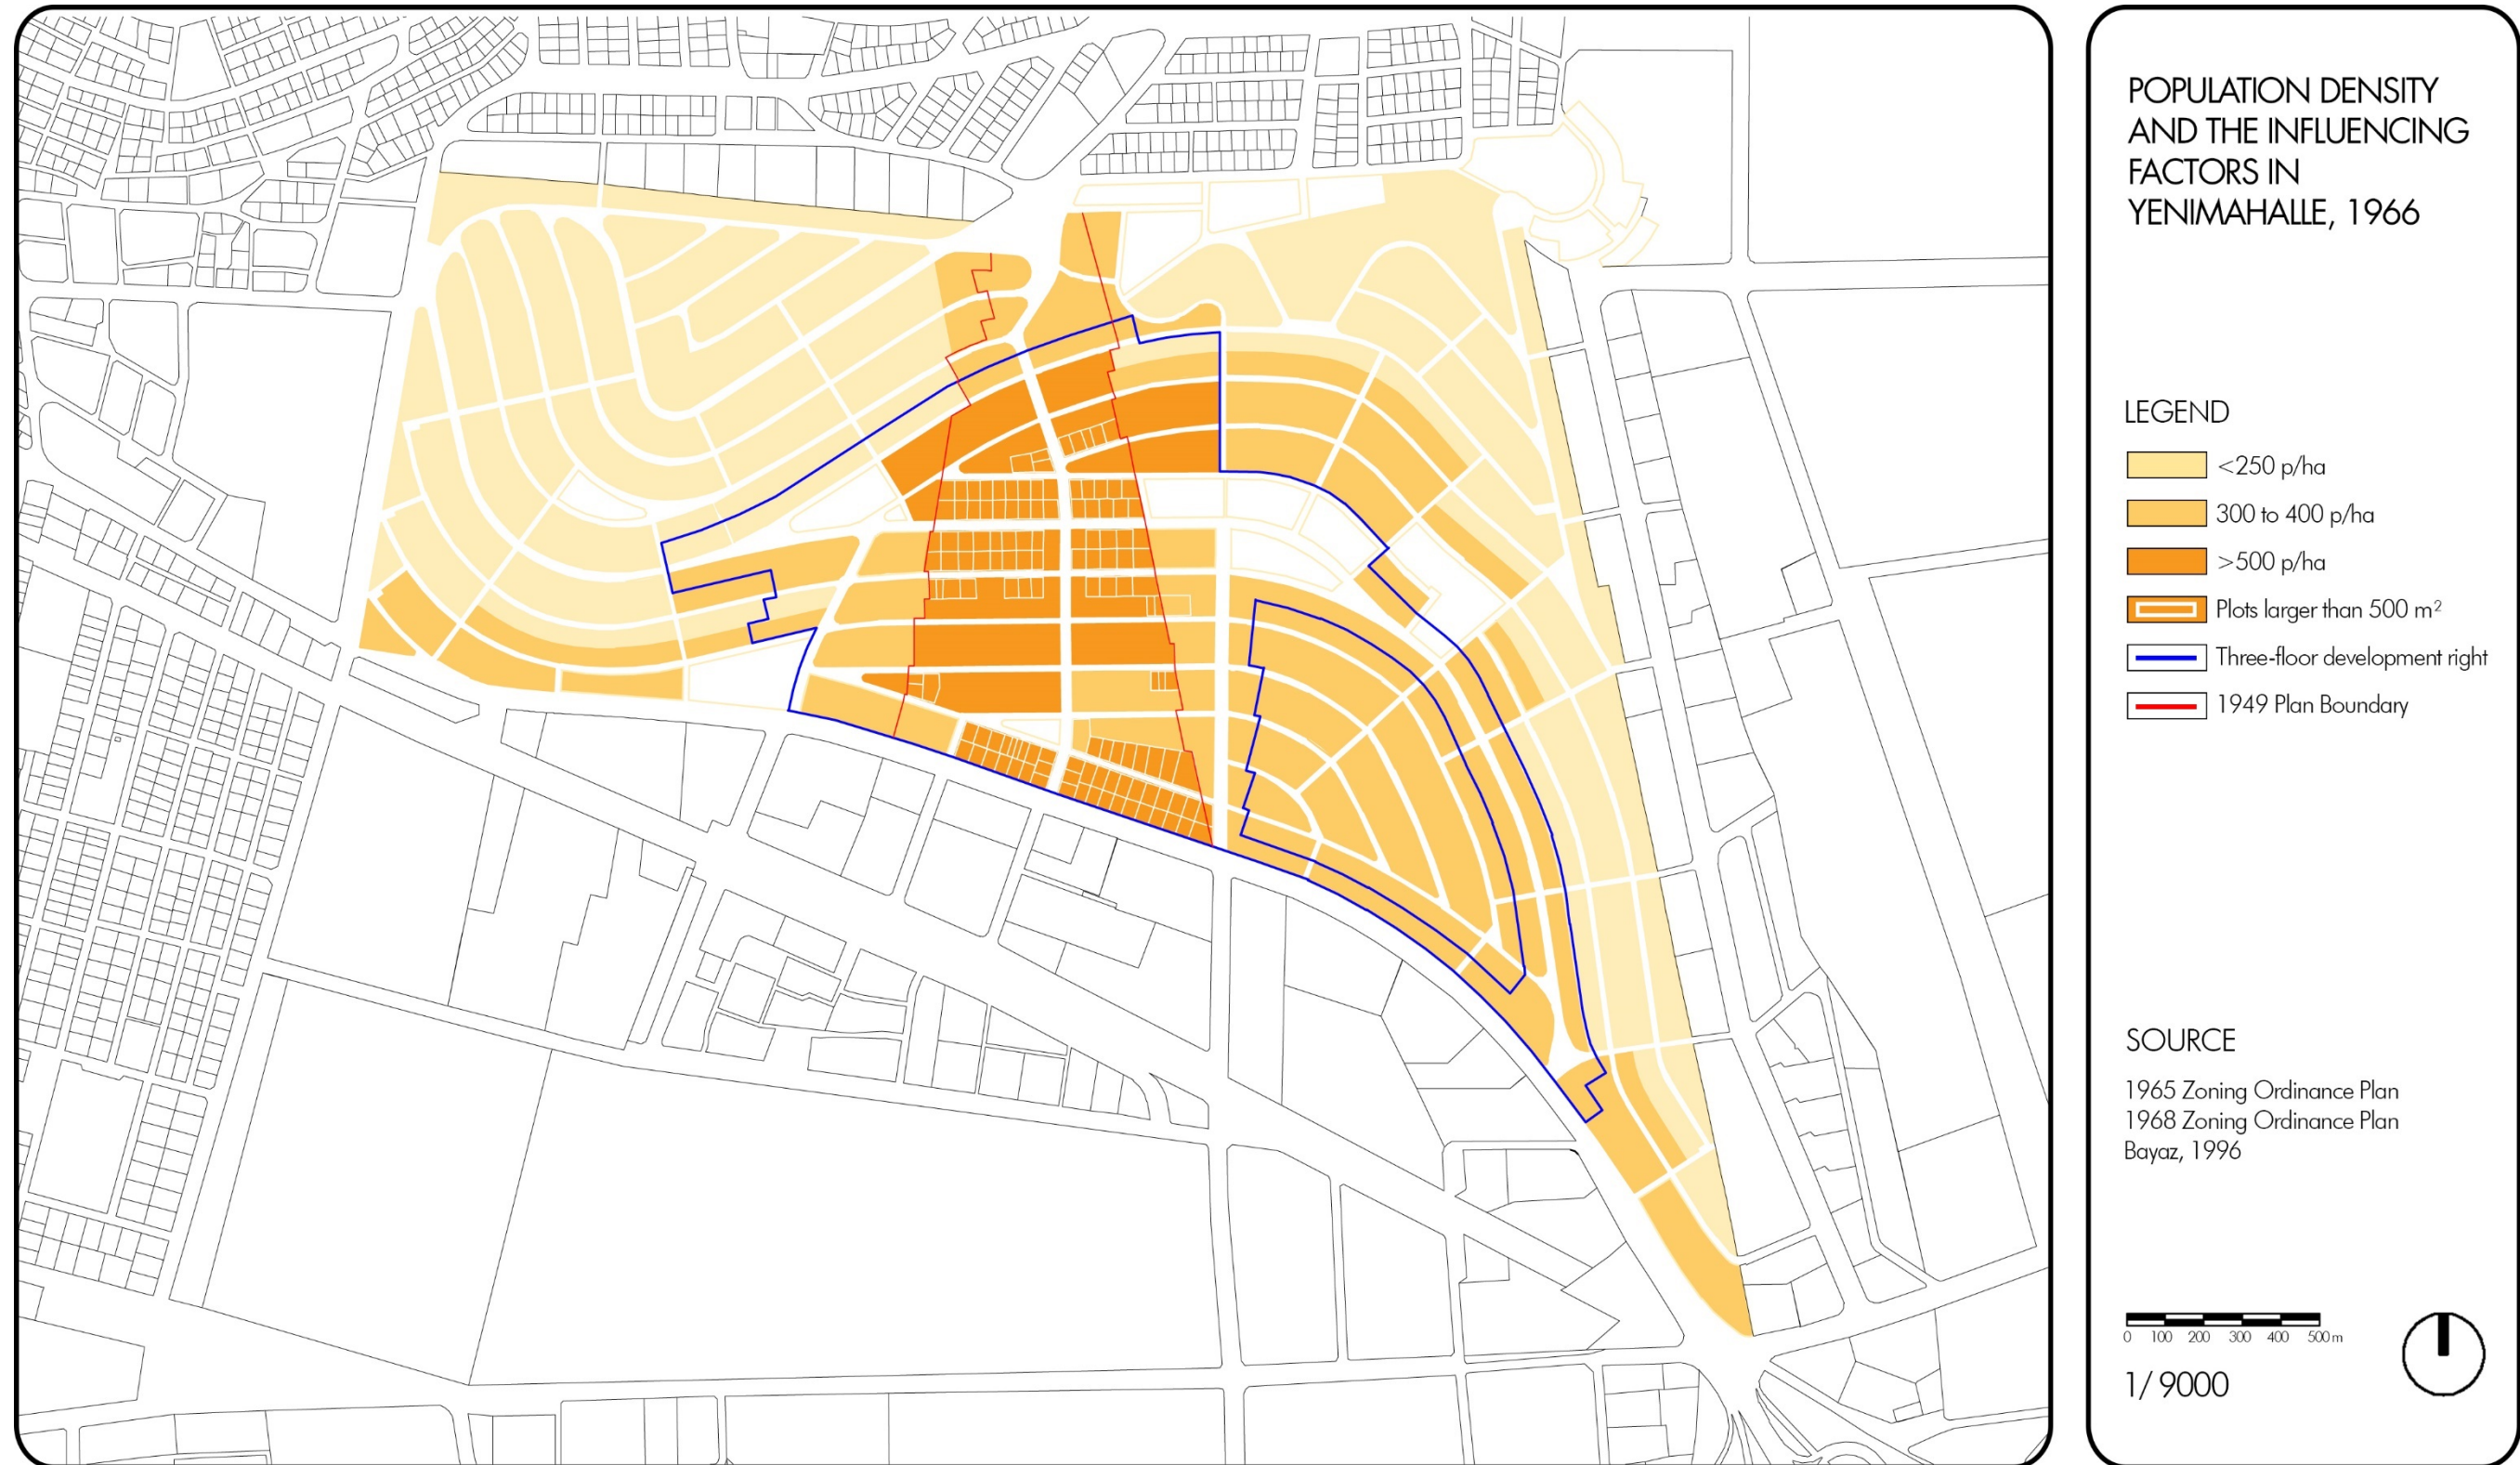 POPULATION DENSITY
AND THE INFLUENCING
FACTORS IN
YENIMAHALLE, 1966
LEGEND
<250 p/ha
300 to 400 p/ha
>500 p/ha
Plots larger than 500 m²
Three-floor development right
1949 Plan Boundary
SOURCE
1965 Zoning Ordinance Plan
1968 Zoning Ordinance Plan
Bayaz, 1996
0 100 200 300 400 500m
1/9000